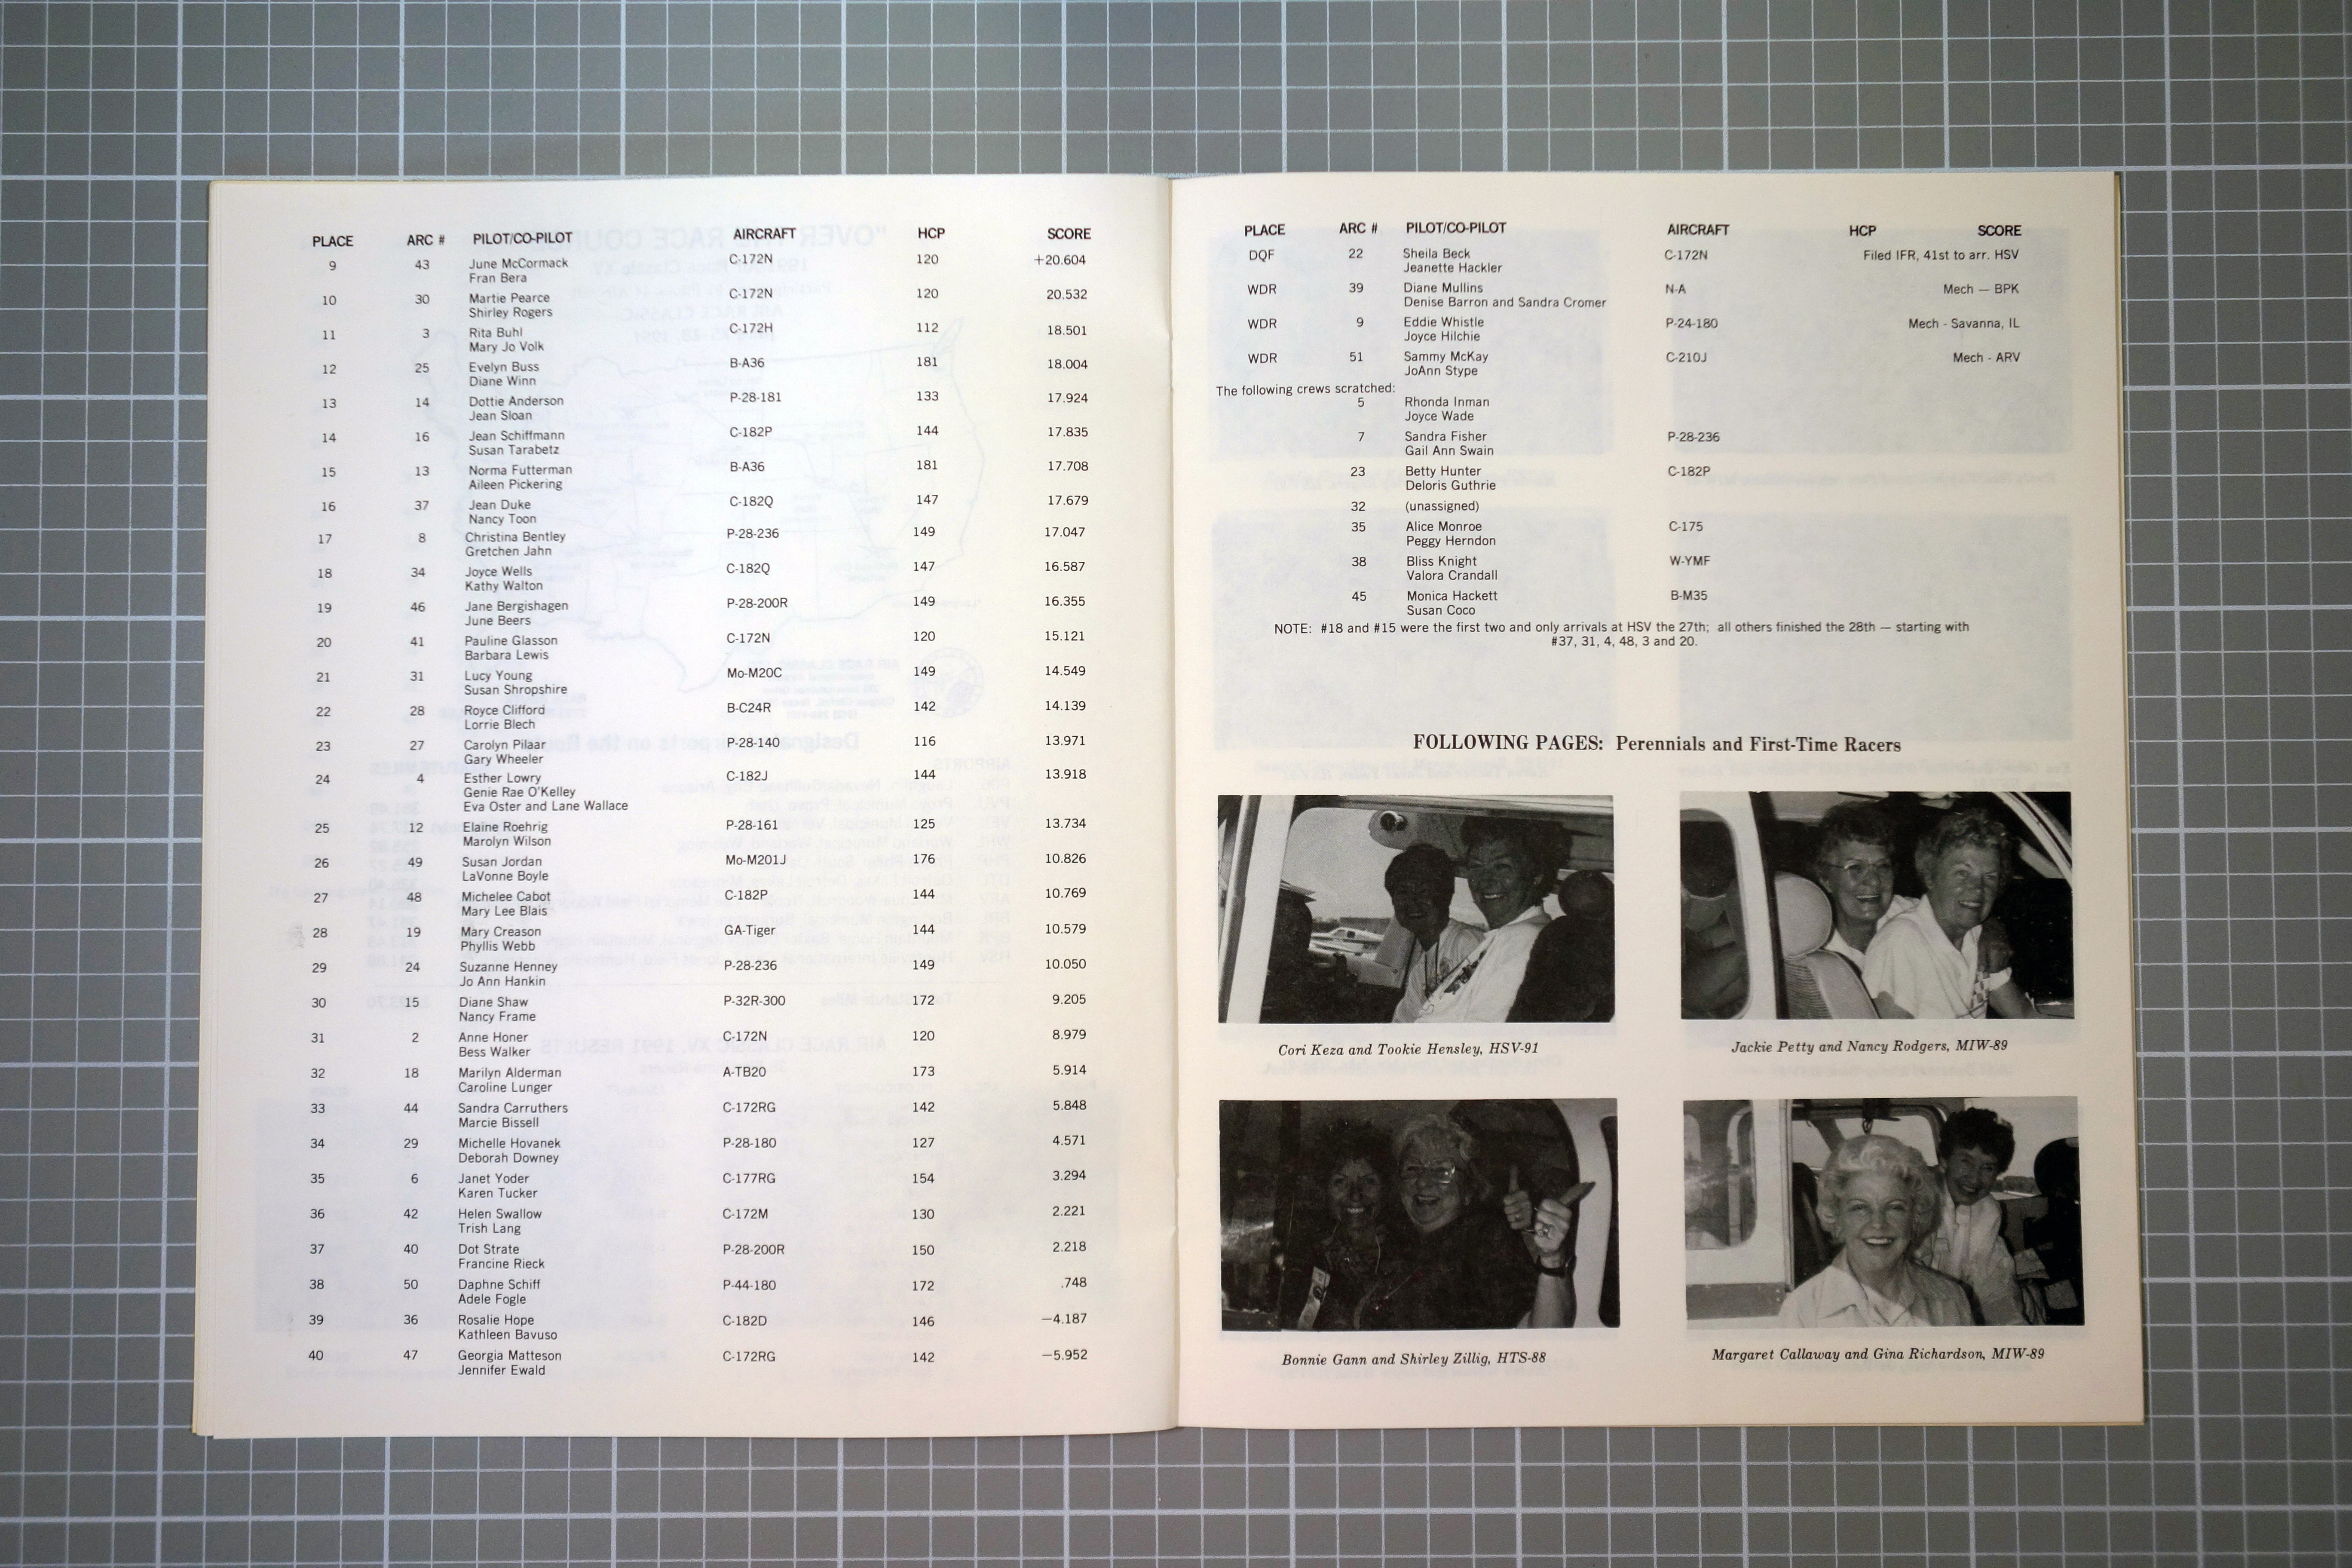 PLACE ARC # PILOT/CO-PILOT AIRCRAFT HCP SCORE
9 43 June McCormack C-172N 120 +20.604
Fran Bera
10 30 Martie Pearce C-172N 120 20.532
Shirley Rogers
11 3 Rita Buhl C-172H 112 18.501
Mary Jo Volk
12 25 Evelyn Buss B-A36 181 18.004
Diane Winn
13 14 Dottie Anderson P-28-181 133 17.924
Jean Sloan
14 16 Jean Schiffmann C-182P 144 17.835
Susan Tarabetz
15 13 Norma Futterman B-A36 181 17.708
Aileen Pickering
16 37 Jean Duke C-182Q 147 17.679
Nancy Toon
17 8 Christina Bentley P-28-236 149 17.047
Gretchen Jahn
18 34 Joyce Wells C-182Q 147 16.587
Kathy Walton
19 46 Jane Bergishagen P-28-200R 149 16.355
June Beers
20 41 Pauline Glasson C-172N 120 15.121
Barbara Lewis
21 31 Lucy Young Mo-M20C 149 14.549
Susan Shropshire
22 28 Royce Clifford B-C24R 142 14.139
Lorrie Blech
23 27 Carolyn Pilaar P-28-140 116 13.971
Gary Wheeler
24 4 Esther Lowry C-182J 144 13.918
Genie Rae O'Kelley
Eva Oster and Lane Wallace
25 12 Elaine Roehrig P-28-161 125 13.734
Marolyn Wilson
26 49 Susan Jordan Mo-M201J 176 10.826
LaVonne Boyle
27 48 Michelee Cabot C-182P 144 10.769
Mary Lee Blais
28 19 Mary Creason GA-Tiger 144 10.579
Phyllis Webb
29 24 Suzanne Henney P-28-236 149 10.050
Jo Ann Hankin
30 15 Diane Shaw P-32R-300 172 9.205
Nancy Frame
31 2 Anne Honer C-172N 120 8.979
Bess Walker
32 18 Marilyn Alderman A-TB20 173 5.914
Caroline Lunger
33 44 Sandra Carruthers C-172RG 142 5.848
Marcie Bissell
34 29 Michelle Hovanek P-28-180 127 4.571
Deborah Downey
35 6 Janet Yoder C-177RG 154 3.294
Karen Tucker
36 42 Helen Swallow C-172M 130 2.221
Trish Lang
37 40 Dot Strate P-28-200R 150 2.218
Francine Rieck
38 50 Daphne Schiff P-44-180 172 .748
Adele Fogle
39 36 Rosalie Hope C-182D 146 —4.187
Kathleen Bavuso
40 47 Georgia Matteson C-172RG 142 —5.952
Jennifer Ewald
PLACE ARC # PILOT/CO-PILOT AIRCRAFT HCP SCORE
DQF 22 Sheila Beck C-172N Filed IFR, 41st to arr. HSV
Jeanette Hackler
WDR 39 Diane Mullins N-A Mech — BPK
Denise Barron and Sandra Cromer
WDR 9 Eddie Whistle P-24-180 Mech - Savanna, IL
Joyce Hilchie
WDR 51 Sammy McKay C-210J Mech - ARV
JoAnn Stype
The following crews scratched:
5 Rhonda Inman
Joyce Wade
7 Sandra Fisher P-28-236
Gail Ann Swain
23 Betty Hunter C-182P
Deloris Guthrie
32 (unassigned)
35 Alice Monroe C-175
Peggy Herndon
38 Bliss Knight W-YMF
Valora Crandall
45 Monica Hackett B-M35
Susan Coco
NOTE: #18 and #15 were the first two and only arrivals at HSV the 27th; all others finished the 28th — starting with
#37, 31, 4, 48, 3 and 20.
FOLLOWING PAGES: Perennials and First-Time Racers
Cori Keza and Tookie Hensley, HSV-91
Jackie Petty and Nancy Rodgers, MIW-89
Bonnie Gann and Shirley Zillig, HTS-88
Margaret Callaway and Gina Richardson, MIW-89